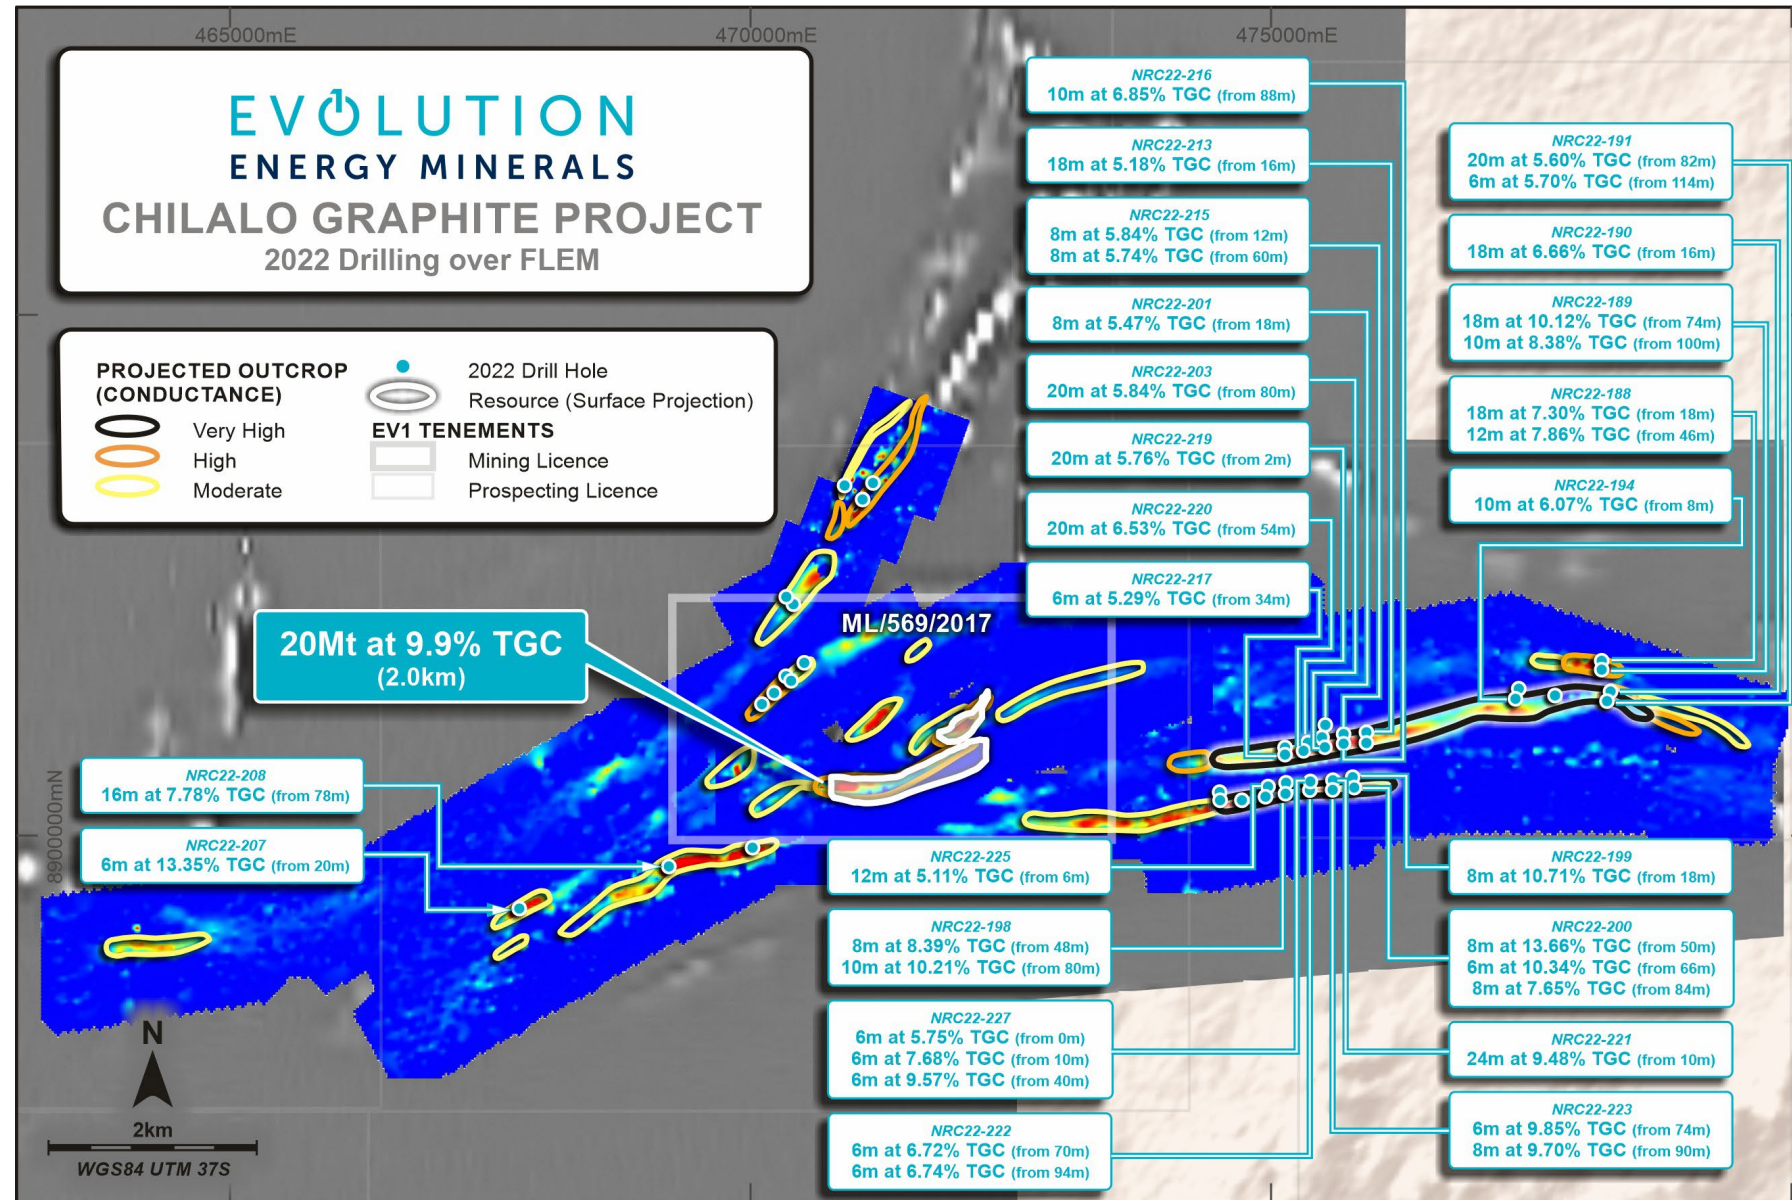 465000mE
470000mE
475000mE
EVOLUTION
ENERGY MINERALS
CHILALO GRAPHITE PROJECT
2022 Drilling over FLEM
PROJECTED OUTCROP
(CONDUCTANCE)
Very High
High
Moderate
2022 Drill Hole
Resource (Surface Projection)
EV1 TENEMENTS
Mining Licence
Prospecting Licence
NRC22-216
10m at 6.85% TGC (from 88m)
NRC22-213
18m at 5.18% TGC (from 16m)
NRC22-215
8m at 5.84% TGC (from 12m)
8m at 5.74% TGC (from 60m)
NRC22-201
8m at 5.47% TGC (from 18m)
NRC22-203
20m at 5.84% TGC (from 80m)
NRC22-219
20m at 5.76% TGC (from 2m)
NRC22-220
20m at 6.53% TGC (from 54m)
NRC22-217
6m at 5.29% TGC (from 34m)
NRC22-191
20m at 5.60% TGC (from 82m)
6m at 5.70% TGC (from 114m)
NRC22-190
18m at 6.66% TGC (from 16m)
NRC22-189
18m at 10.12% TGC (from 74m)
10m at 8.38% TGC (from 100m)
NRC22-188
18m at 7.30% TGC (from 18m)
12m at 7.86% TGC (from 46m)
NRC22-194
10m at 6.07% TGC (from 8m)
ML/569/2017
20Mt at 9.9% TGC
(2.0km)
8900000mN
NRC22-208
16m at 7.78% TGC (from 78m)
NRC22-207
6m at 13.35% TGC (from 20m)
NRC22-225
12m at 5.11% TGC (from 6m)
NRC22-198
8m at 8.39% TGC (from 48m)
10m at 10.21% TGC (from 80m)
NRC22-227
6m at 5.75% TGC (from 0m)
6m at 7.68% TGC (from 10m)
6m at 9.57% TGC (from 40m)
NRC22-222
6m at 6.72% TGC (from 70m)
6m at 6.74% TGC (from 94m)
NRC22-199
8m at 10.71% TGC (from 18m)
NRC22-200
8m at 13.66% TGC (from 50m)
6m at 10.34% TGC (from 66m)
8m at 7.65% TGC (from 84m)
NRC22-221
24m at 9.48% TGC (from 10m)
NRC22-223
6m at 9.85% TGC (from 74m)
8m at 9.70% TGC (from 90m)
N
2km
WGS84 UTM 37S